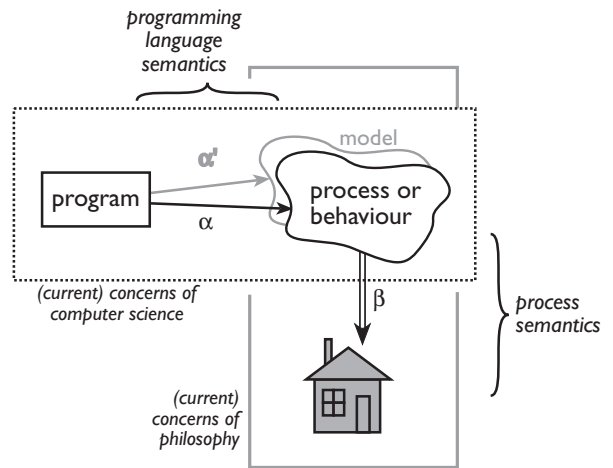 programming
language
semantics
model
α'
program
process or
behaviour
α
(current) concerns of
computer science
β
process
semantics
(current)
concerns of
philosophy